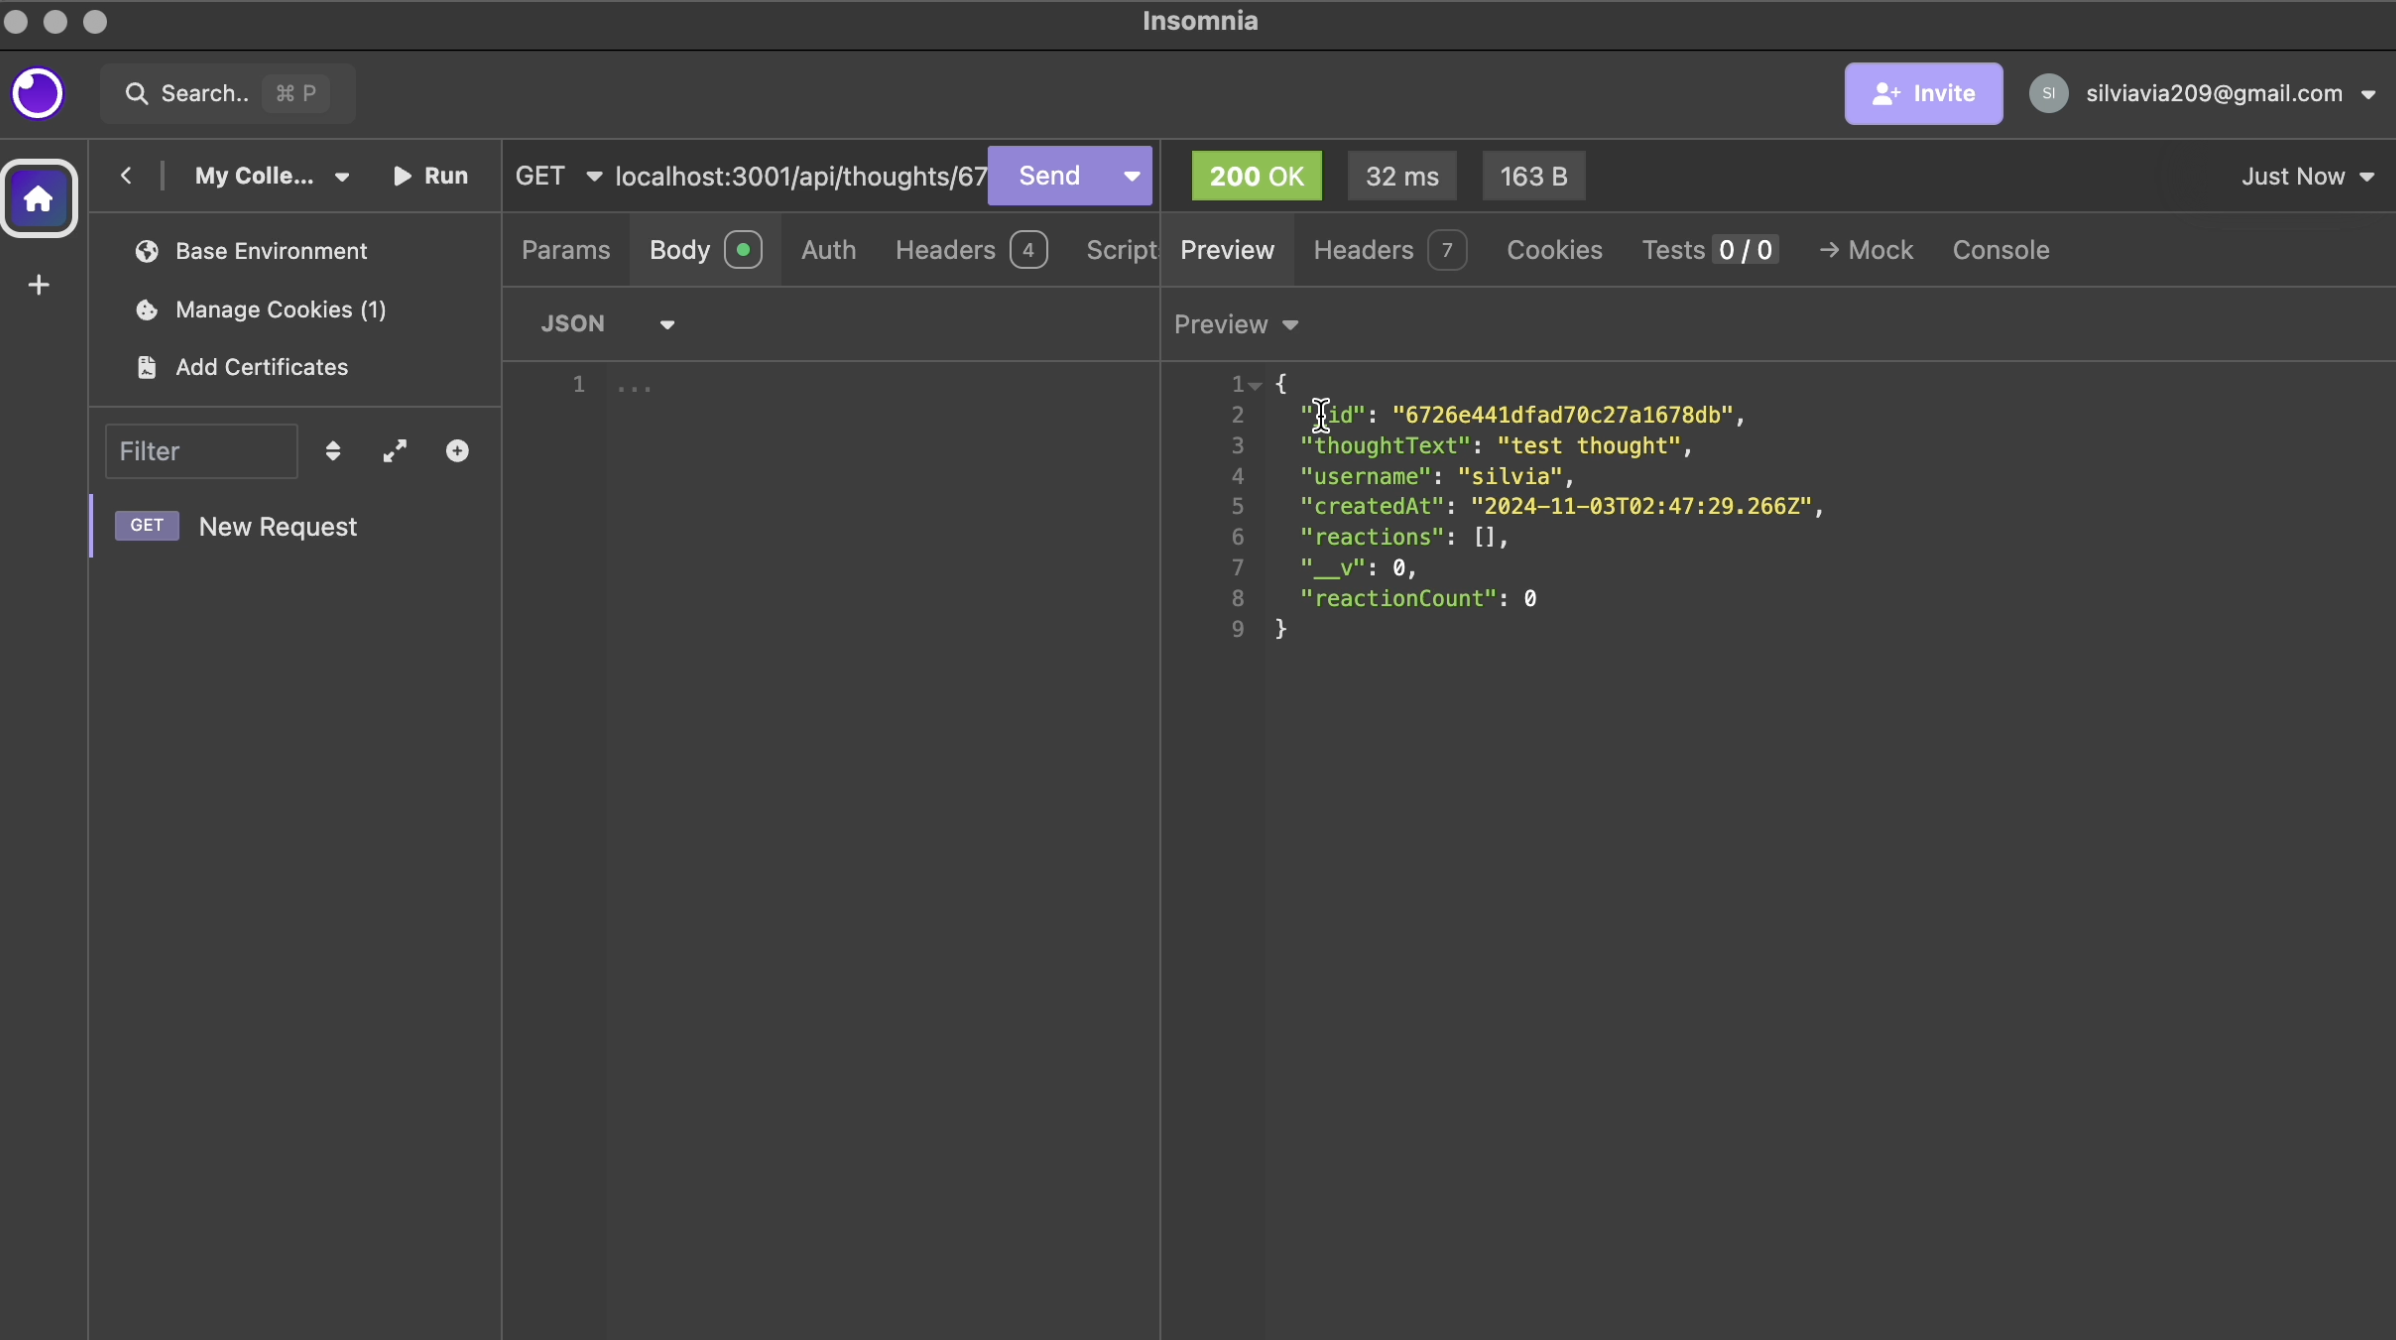 Insomnia
Search.. ⌘ P
Invite
SI silviavia209@gmail.com
My Colle... Run
GET localhost:3001/api/thoughts/67 Send
200 OK 32 ms 163 B Just Now
Base Environment
Manage Cookies (1)
Add Certificates
Filter
GET New Request
Params Body Auth Headers 4 Script
JSON
1 ...
Preview Headers 7 Cookies Tests 0 / 0 → Mock Console
Preview
1 {
2 "_id": "6726e441dfad70c27a1678db",
3 "thoughtText": "test thought",
4 "username": "silvia",
5 "createdAt": "2024-11-03T02:47:29.266Z",
6 "reactions": [],
7 "__v": 0,
8 "reactionCount": 0
9 }